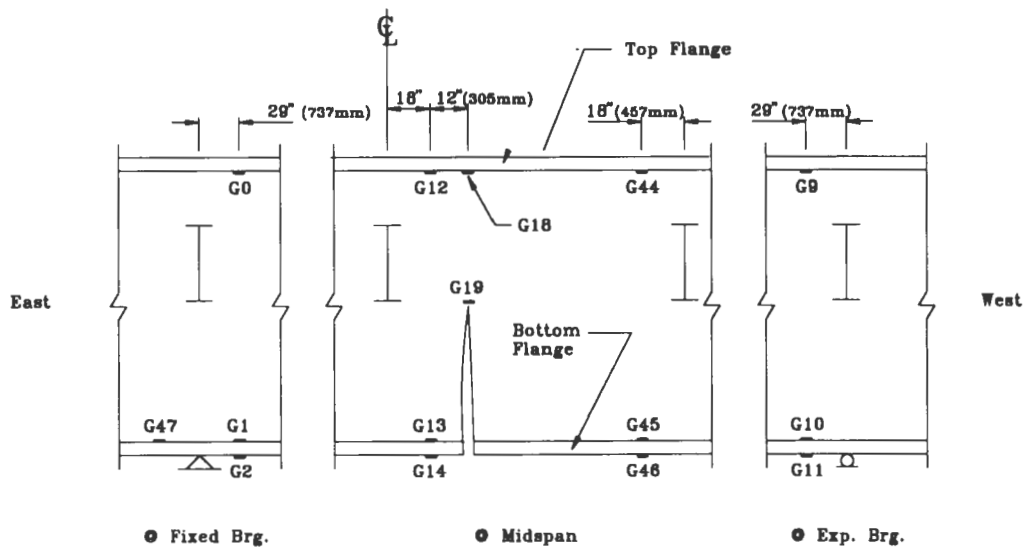 ℄
Top Flange
29" (737mm)
18"
12"(305mm)
18"(457mm)
29" (737mm)
G0
G12
G18
G44
G9
East
G19
West
Bottom
Flange
G47
G1
G13
G45
G10
G2
G14
G46
G11
@ Fixed Brg.
@ Midspan
@ Exp. Brg.